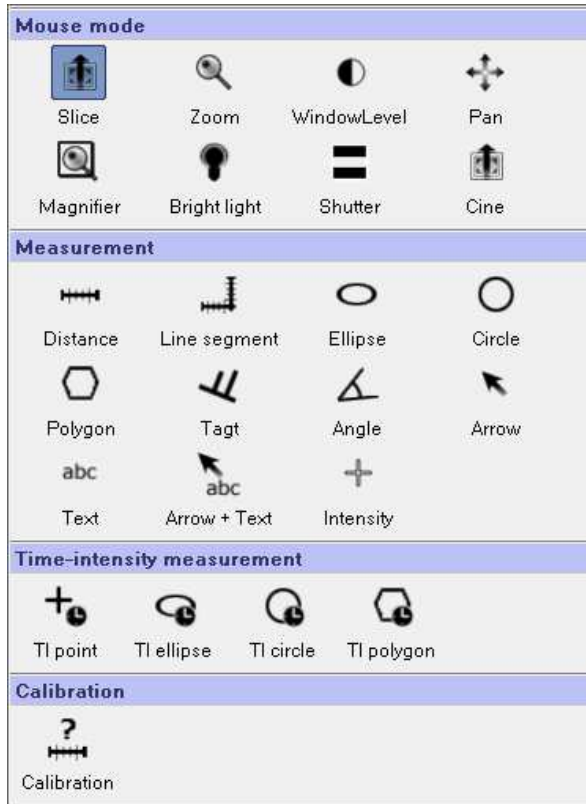 Mouse mode
Slice Zoom WindowLevel Pan
Magnifier Bright light Shutter Cine
Measurement
Distance Line segment Ellipse Circle
Polygon Tagt Angle Arrow
abc abc
Text Arrow + Text Intensity
Time-intensity measurement
TI point TI ellipse TI circle TI polygon
Calibration
?
Calibration